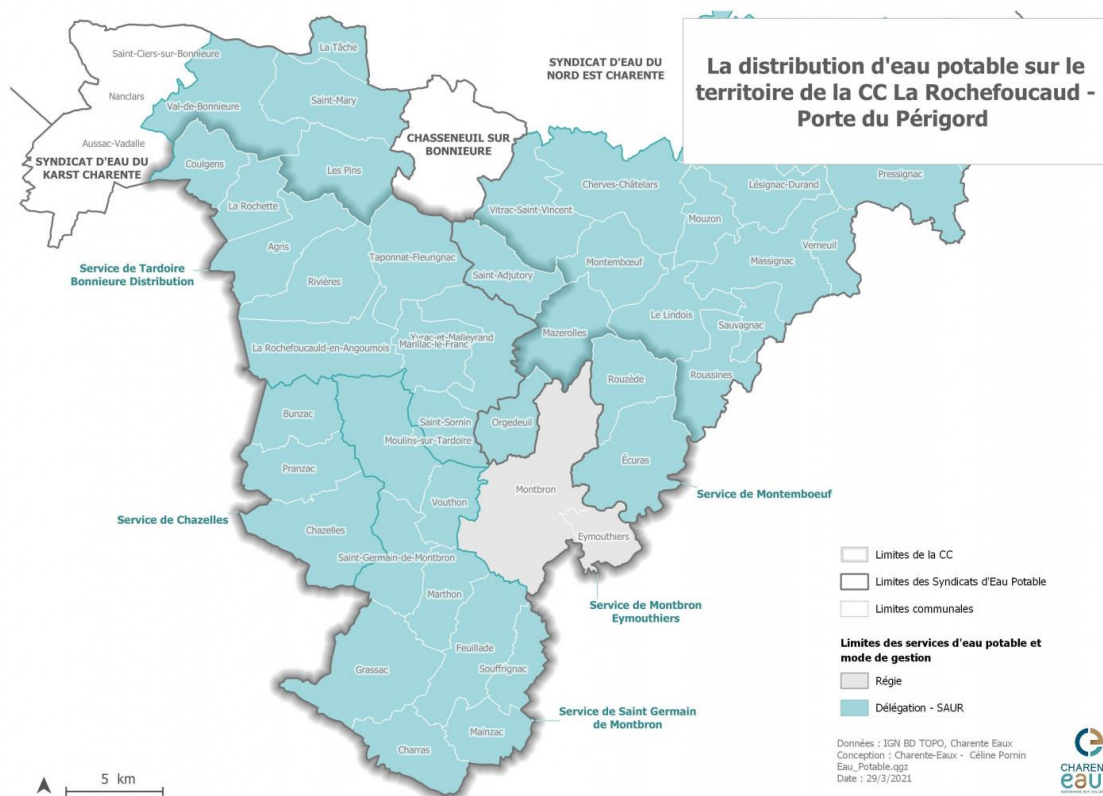 La distribution d'eau potable sur le
territoire de la CC La Rochefoucaud -
Porte du Périgord
SYNDICAT D'EAU DU
NORD EST CHARENTE
La Tâche
Saint-Ciers-sur-Bonnieure
Nanclars
Val-de-Bonnieure
Saint-Mary
Aussac-Vadalle
SYNDICAT D'EAU DU
KARST CHARENTE
CHASSENEUIL SUR
BONNIEURE
Coulgens
Les Pins
Pressignac
Cherves-Châtelars
Lésignac-Durand
La Rochette
Vitrac-Saint-Vincent
Mouzon
Agris
Taponnat-Fleurignac
Verneuil
Service de Tardoire
Bonnieure Distribution
Rivières
Saint-Adjutory
Montembœuf
Massignac
Le Lindois
Sauvagnac
Mazerolles
Yvrac-et-Malleyrand
Marillac-le-Franc
La Rochefoucauld-en-Angoumois
Roussines
Rouzède
Bunzac
Saint-Sornin
Orgedeuil
Moulins-sur-Tardoire
Pranzac
Écuras
Montbron
Service de Montemboeuf
Vouthon
Service de Chazelles
Chazelles
Eymouthiers
Saint-Germain-de-Montbron
Marthon
Service de Montbron
Eymouthiers
Feuillade
Grassac
Souffrignac
Service de Saint Germain
de Montbron
Mainzac
Charras
5 km
Limites de la CC
Limites des Syndicats d'Eau Potable
Limites communales
Limites des services d'eau potable et
mode de gestion
Régie
Délégation - SAUR
Données : IGN BD TOPO, Charente Eaux
Conception : Charente-Eaux - Céline Pornin
Eau_Potable.qgz
Date : 29/3/2021
CHAREN
eau